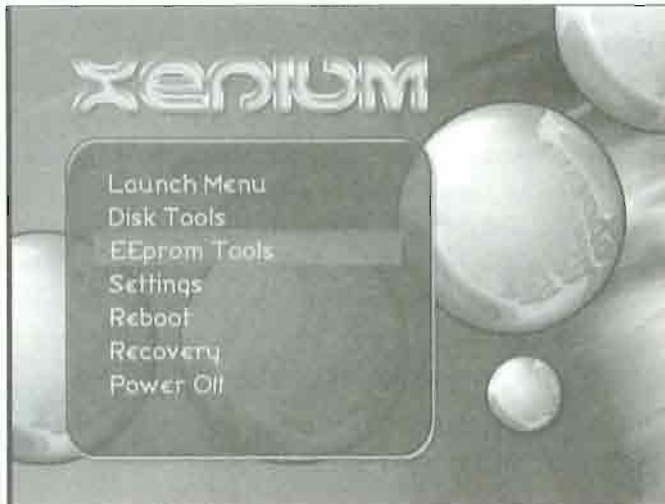 XENIUM
Launch Menu
Disk Tools
EEprom Tools
Settings
Reboot
Recovery
Power Off